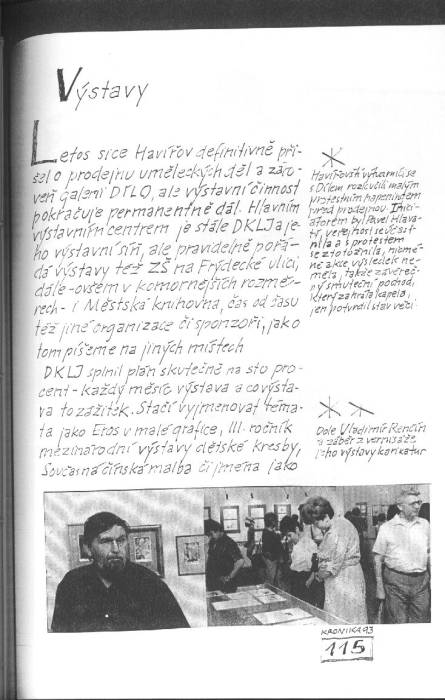 Výstavy
Letos sice Havířov definitivně při-
šel o prodejnu uměleckých děl a záro-
veň galerii DÍLO, ale výstavní činnost
pokračuje permanentně dál. Hlavním
výstavním centrem je stále DKLJ a je-
ho výstavní síň, ale pravidelně pořá-
dá výstavy též ZŠ na Frýdecké ulici,
dále - ovšem v komornějších rozmě-
rech - i Městská knihovna, čas od času
též jiné organizace či sponzoři, jako
tom píšeme na jiných místech
DKLJ splnil plán skutečně na sto pro-
cent - každý měsíc výstava a co výsta-
va to zážitek. Stačí vyjmenovat téma-
ta jako Eros v malé grafice, III. ročník
mezinárodní výstavy dětské kresby,
Současná čínská malba či jména jako
Havířovští výtvarníci se
s Dílem rozloučili malým
protestním happeningem
před prodejnou. Inici-
átorem byl Pavel Hlava-
tý, veřejnost se účast-
nila a s protestem
se ztotožnila, nicmé-
ně akce výsledek ne-
měla, takže závěreč-
ný smuteční pochod,
který zahrála kapela,
jen potvrdil stav věcí.
Dole Vladimír Renčín
a záběr z vernisáže
jeho výstavy karikatur
KRONIKA 93
115